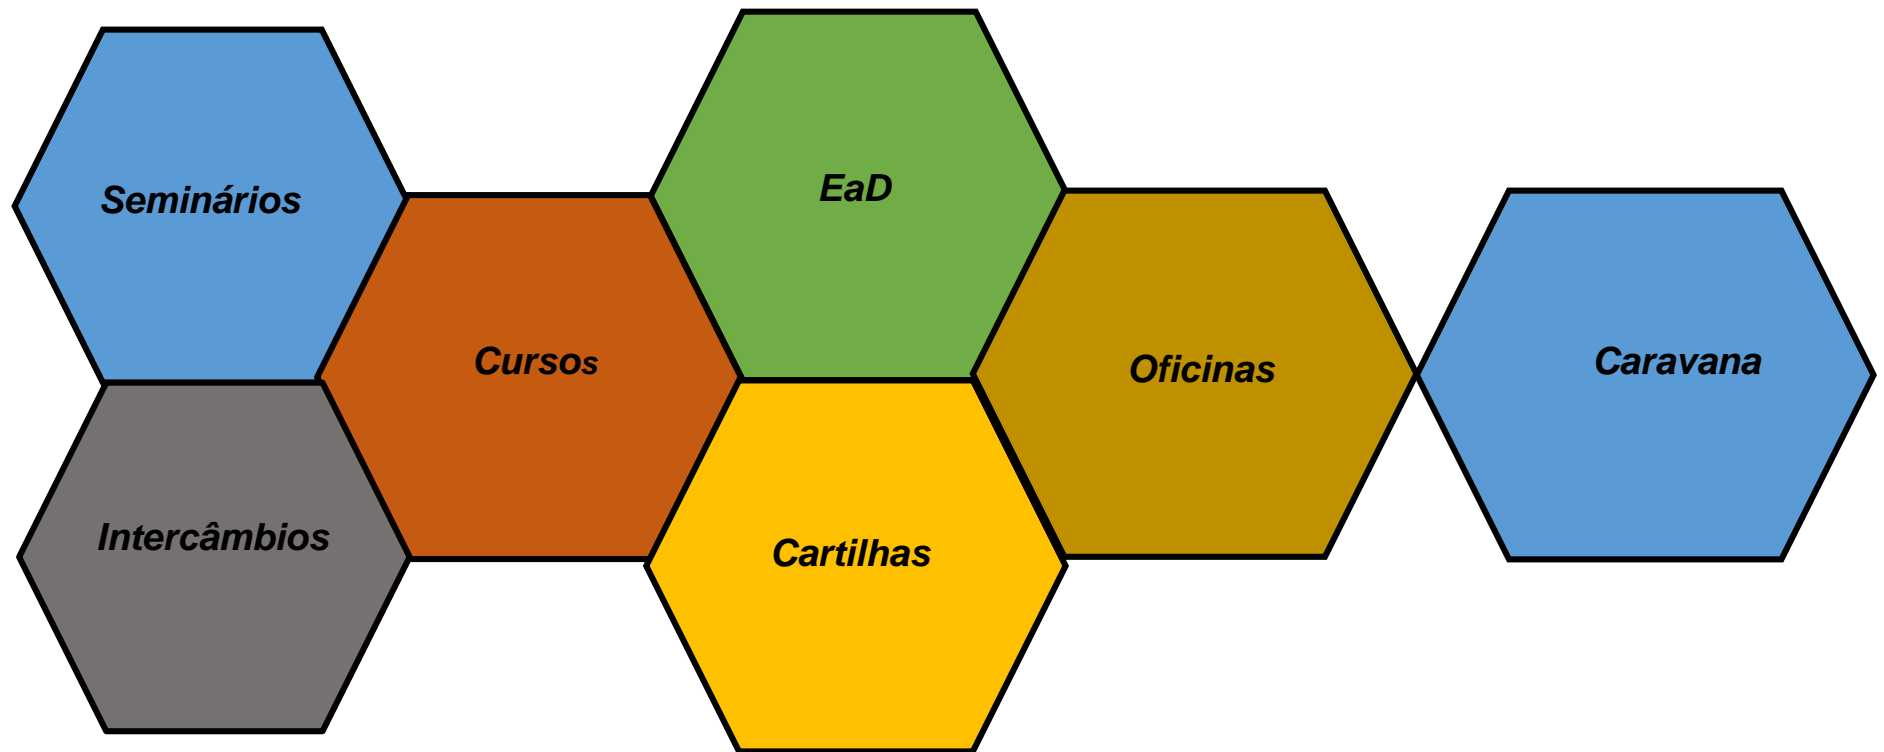 Seminários
EaD
Cursos
Oficinas
Caravana
Intercâmbios
Cartilhas